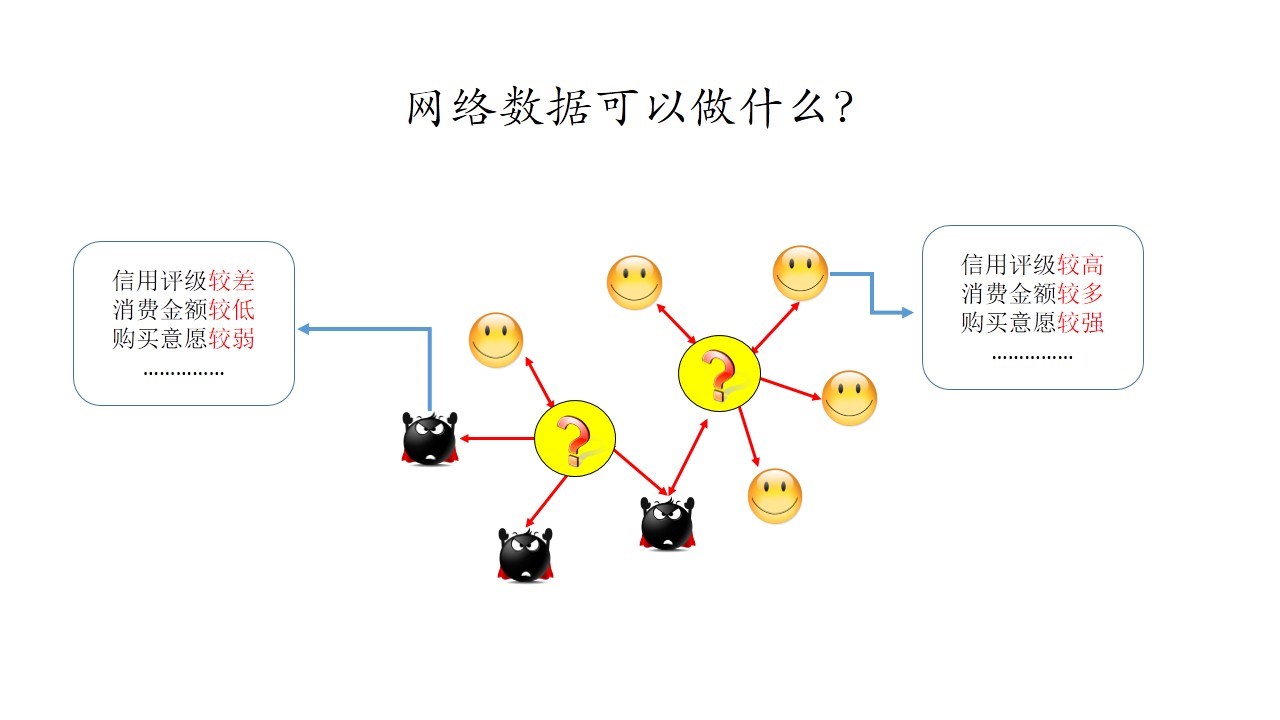 网络数据可以做什么?
信用评级较差
消费金额较低
购买意愿较弱
……………
信用评级较高
消费金额较多
购买意愿较强
……………
?
?